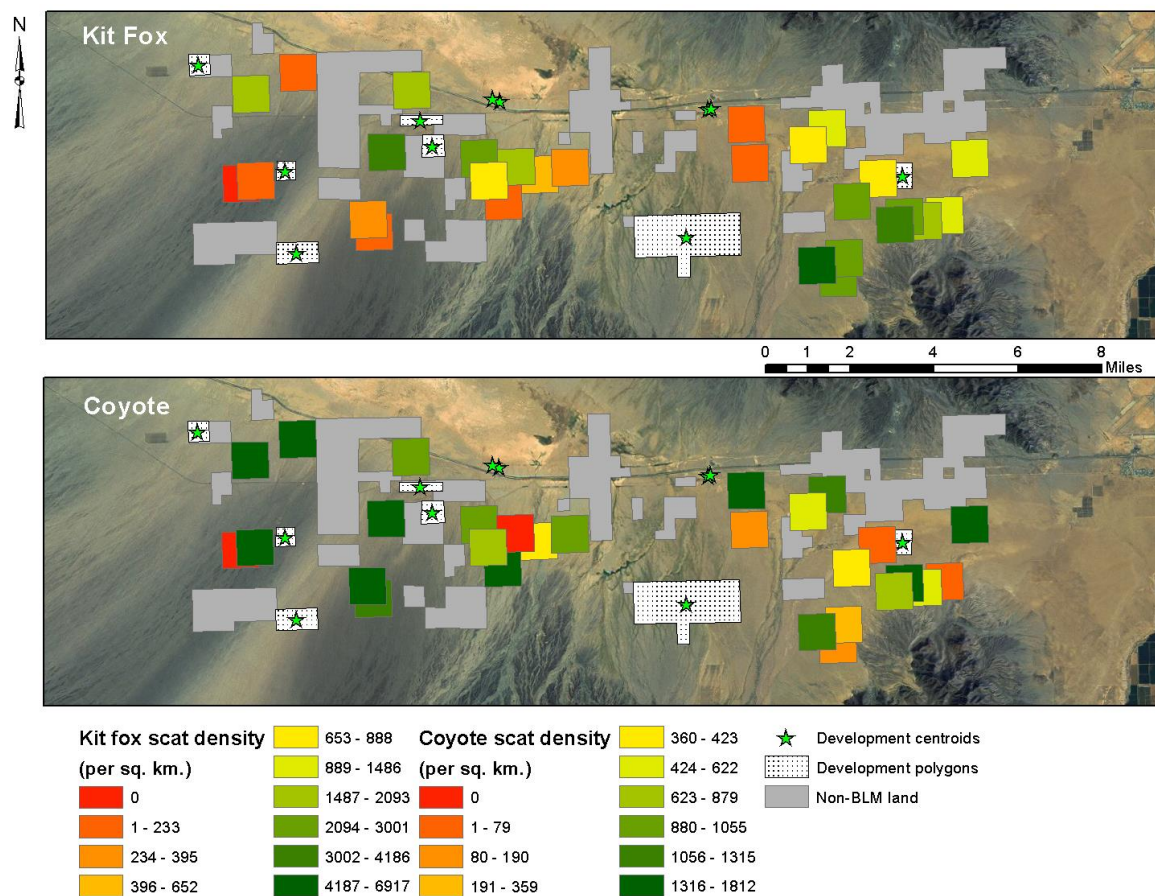 N
Kit Fox
0 1 2 4 6 8
Miles
Coyote
Kit fox scat density
(per sq. km.)
0
1 - 233
234 - 395
396 - 652
653 - 888
889 - 1486
1487 - 2093
2094 - 3001
3002 - 4186
4187 - 6917
Coyote scat density
(per sq. km.)
0
1 - 79
80 - 190
191 - 359
360 - 423
424 - 622
623 - 879
880 - 1055
1056 - 1315
1316 - 1812
Development centroids
Development polygons
Non-BLM land